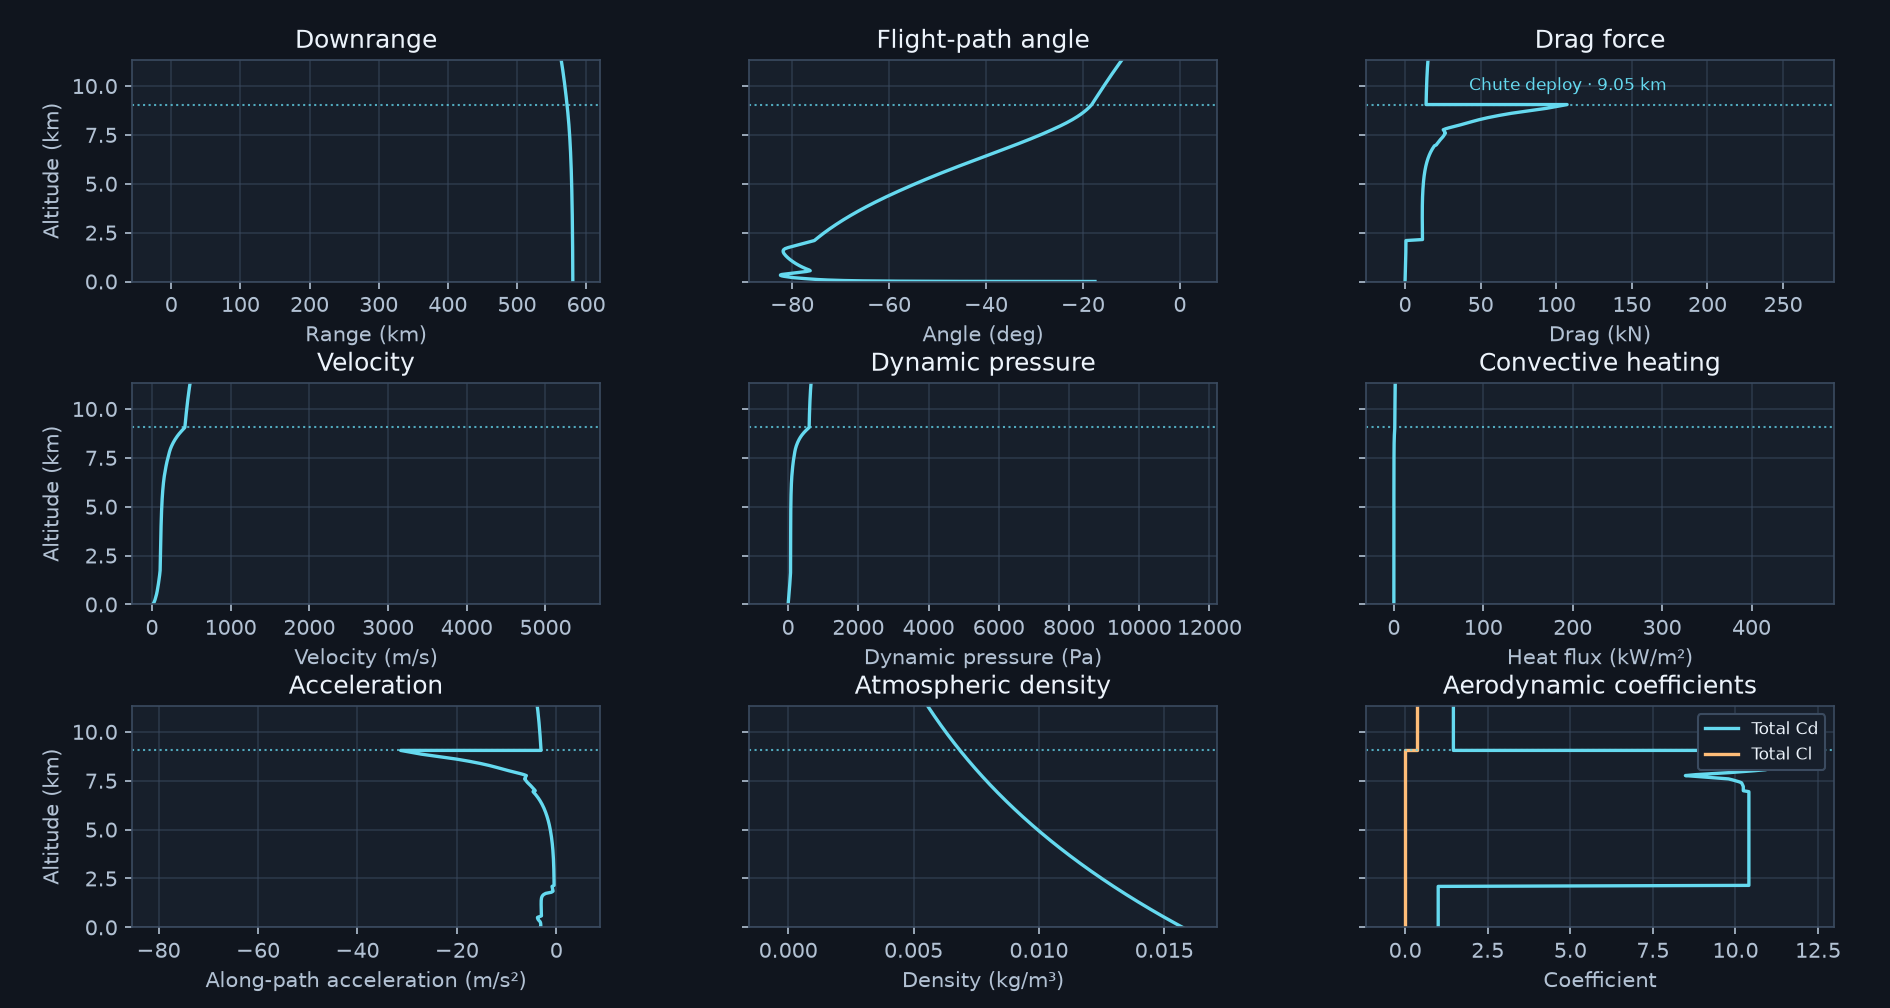 Downrange
Flight-path angle
Drag force
Altitude (km)
10.0
7.5
5.0
2.5
0.0
0 100 200 300 400 500 600
Range (km)
−80 −60 −40 −20 0
Angle (deg)
Chute deploy · 9.05 km
0 50 100 150 200 250
Drag (kN)
Velocity
Dynamic pressure
Convective heating
Altitude (km)
10.0
7.5
5.0
2.5
0.0
0 1000 2000 3000 4000 5000
Velocity (m/s)
0 2000 4000 6000 8000 10000 12000
Dynamic pressure (Pa)
0 100 200 300 400
Heat flux (kW/m²)
Acceleration
Atmospheric density
Aerodynamic coefficients
Altitude (km)
10.0
7.5
5.0
2.5
0.0
−80 −60 −40 −20 0
Along-path acceleration (m/s²)
0.000 0.005 0.010 0.015
Density (kg/m³)
Total Cd
Total Cl
0.0 2.5 5.0 7.5 10.0 12.5
Coefficient